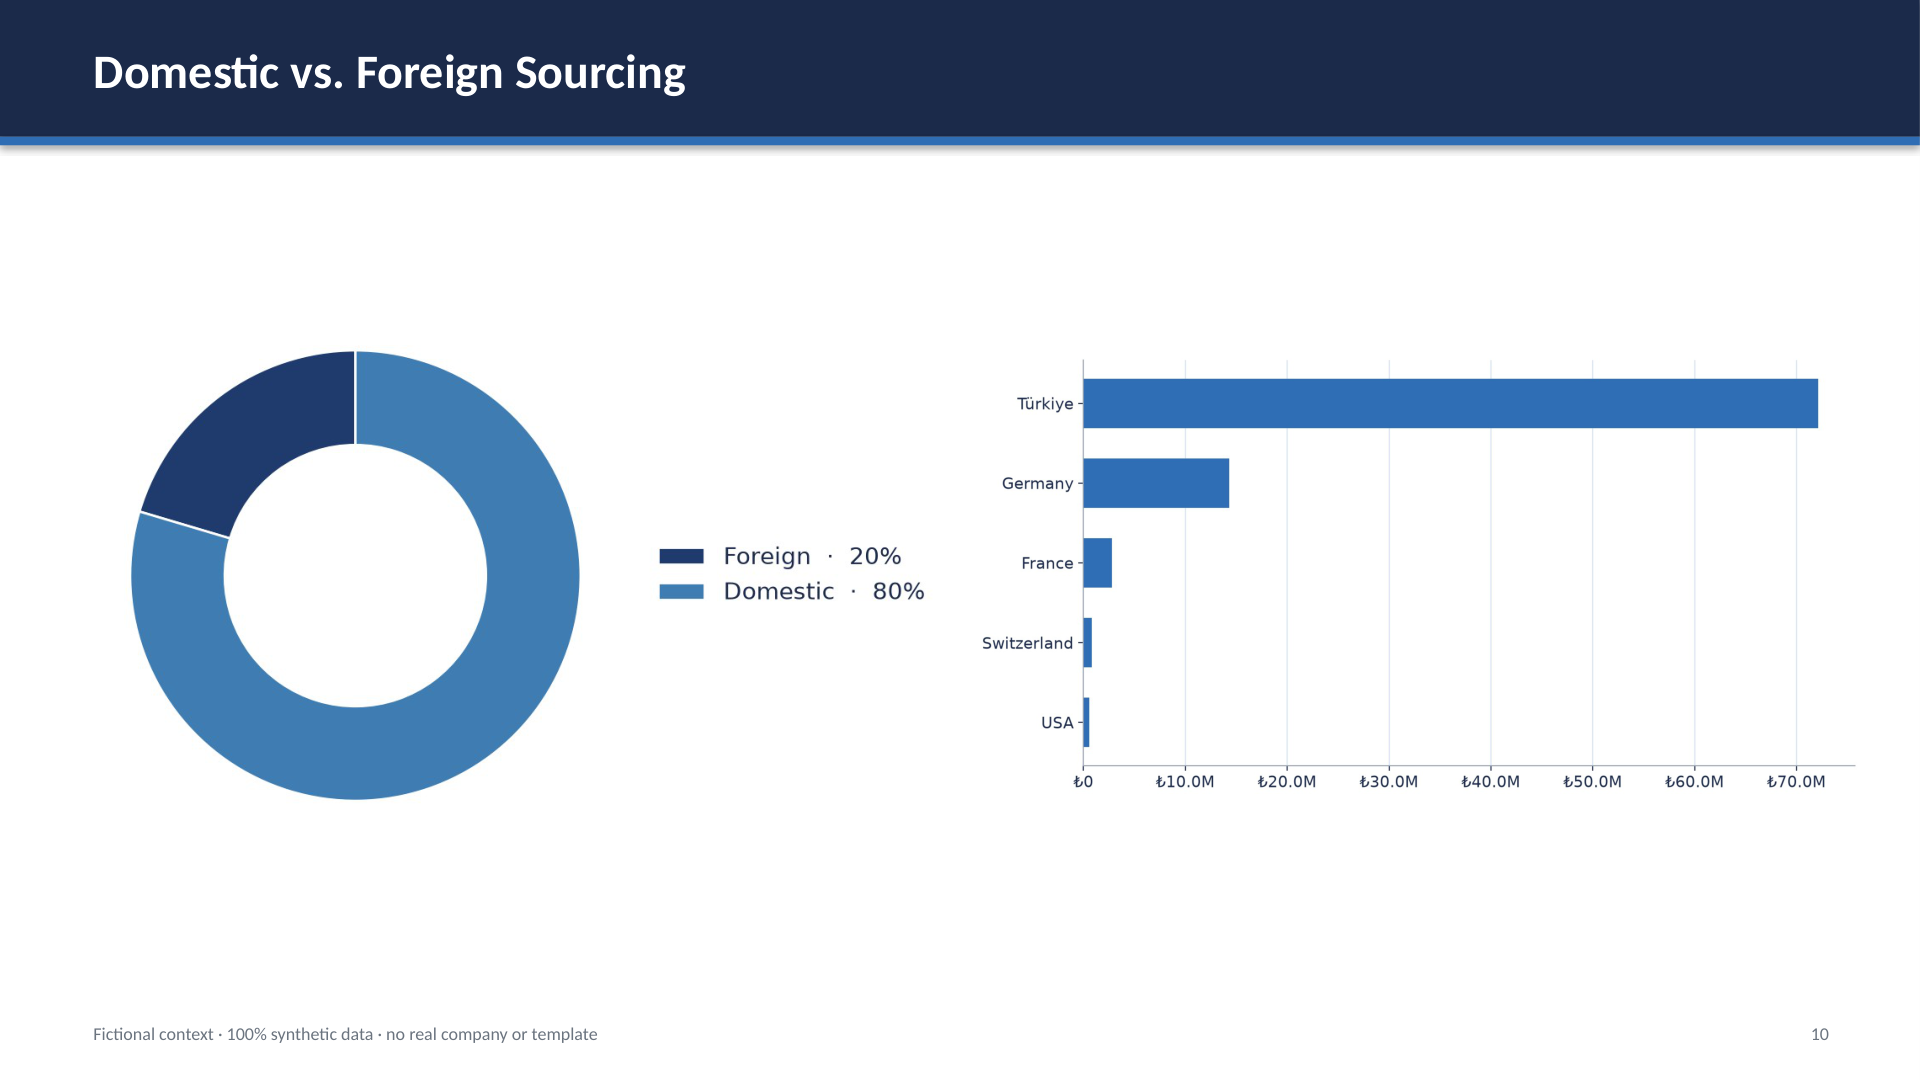 Domestic vs. Foreign Sourcing
Foreign · 20%
Domestic · 80%
Türkiye
Germany
France
Switzerland
USA
₺0 ₺10.0M ₺20.0M ₺30.0M ₺40.0M ₺50.0M ₺60.0M ₺70.0M
Fictional context · 100% synthetic data · no real company or template
10